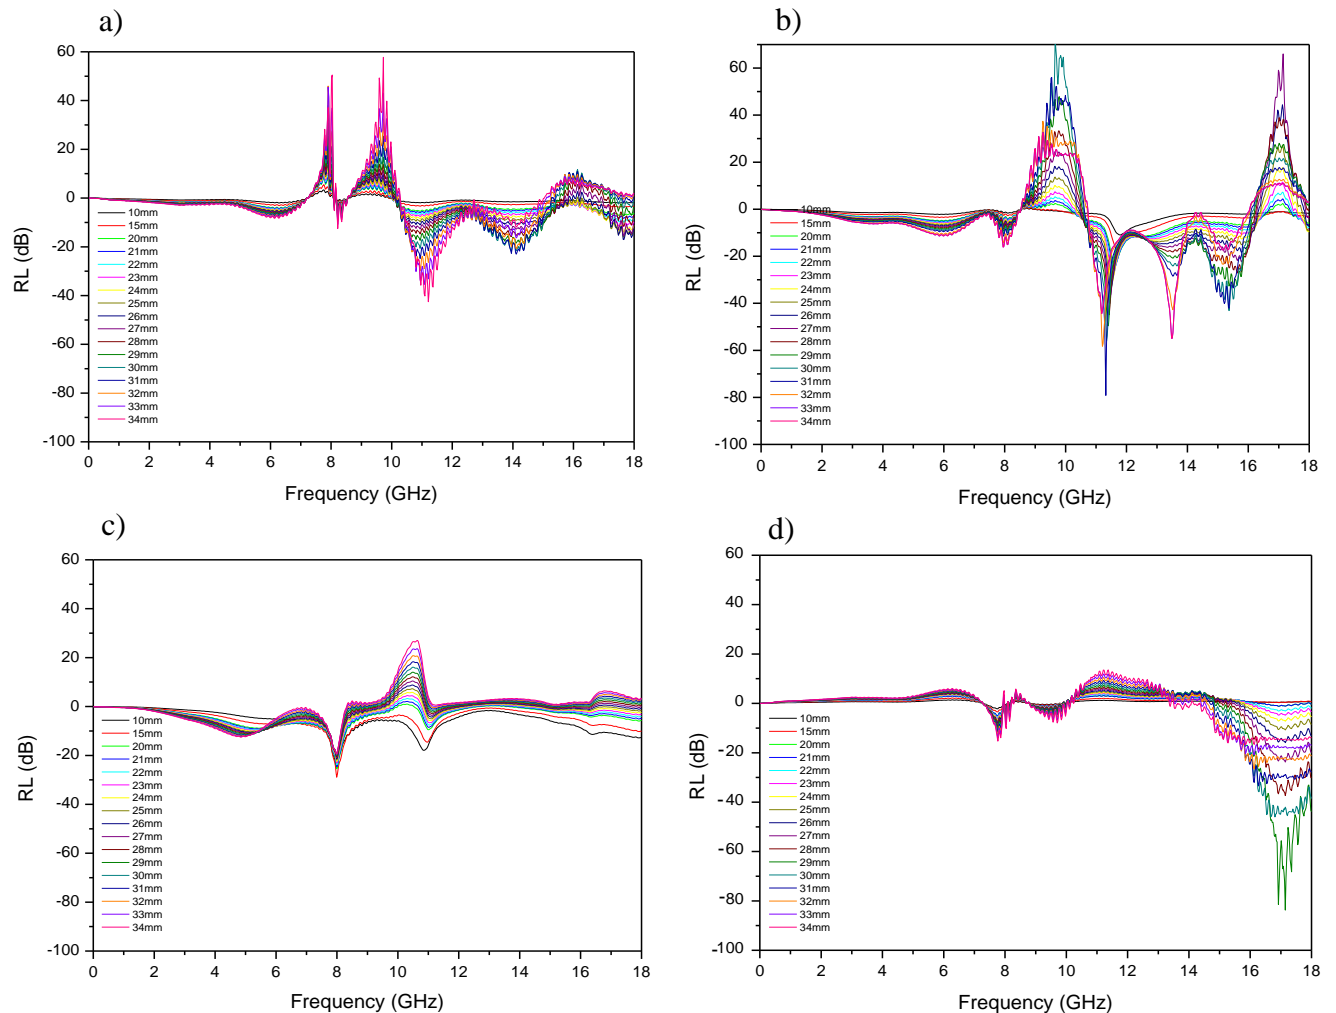 a)
60
40
20
0
-20
-40
-60
-80
-100
RL (dB)
10mm
15mm
20mm
21mm
22mm
23mm
24mm
25mm
26mm
27mm
28mm
29mm
30mm
31mm
32mm
33mm
34mm
0 2 4 6 8 10 12 14 16 18
Frequency (GHz)
b)
60
40
20
0
-20
-40
-60
-80
-100
RL (dB)
10mm
15mm
20mm
21mm
22mm
23mm
24mm
25mm
26mm
27mm
28mm
29mm
30mm
31mm
32mm
33mm
34mm
0 2 4 6 8 10 12 14 16 18
Frequency (GHz)
c)
60
40
20
0
-20
-40
-60
-80
-100
RL (dB)
10mm
15mm
20mm
21mm
22mm
23mm
24mm
25mm
26mm
27mm
28mm
29mm
30mm
31mm
32mm
33mm
34mm
0 2 4 6 8 10 12 14 16 18
Frequency (GHz)
d)
60
40
20
0
-20
-40
-60
-80
-100
RL (dB)
10mm
15mm
20mm
21mm
22mm
23mm
24mm
25mm
26mm
27mm
28mm
29mm
30mm
31mm
32mm
33mm
34mm
0 2 4 6 8 10 12 14 16 18
Frequency (GHz)